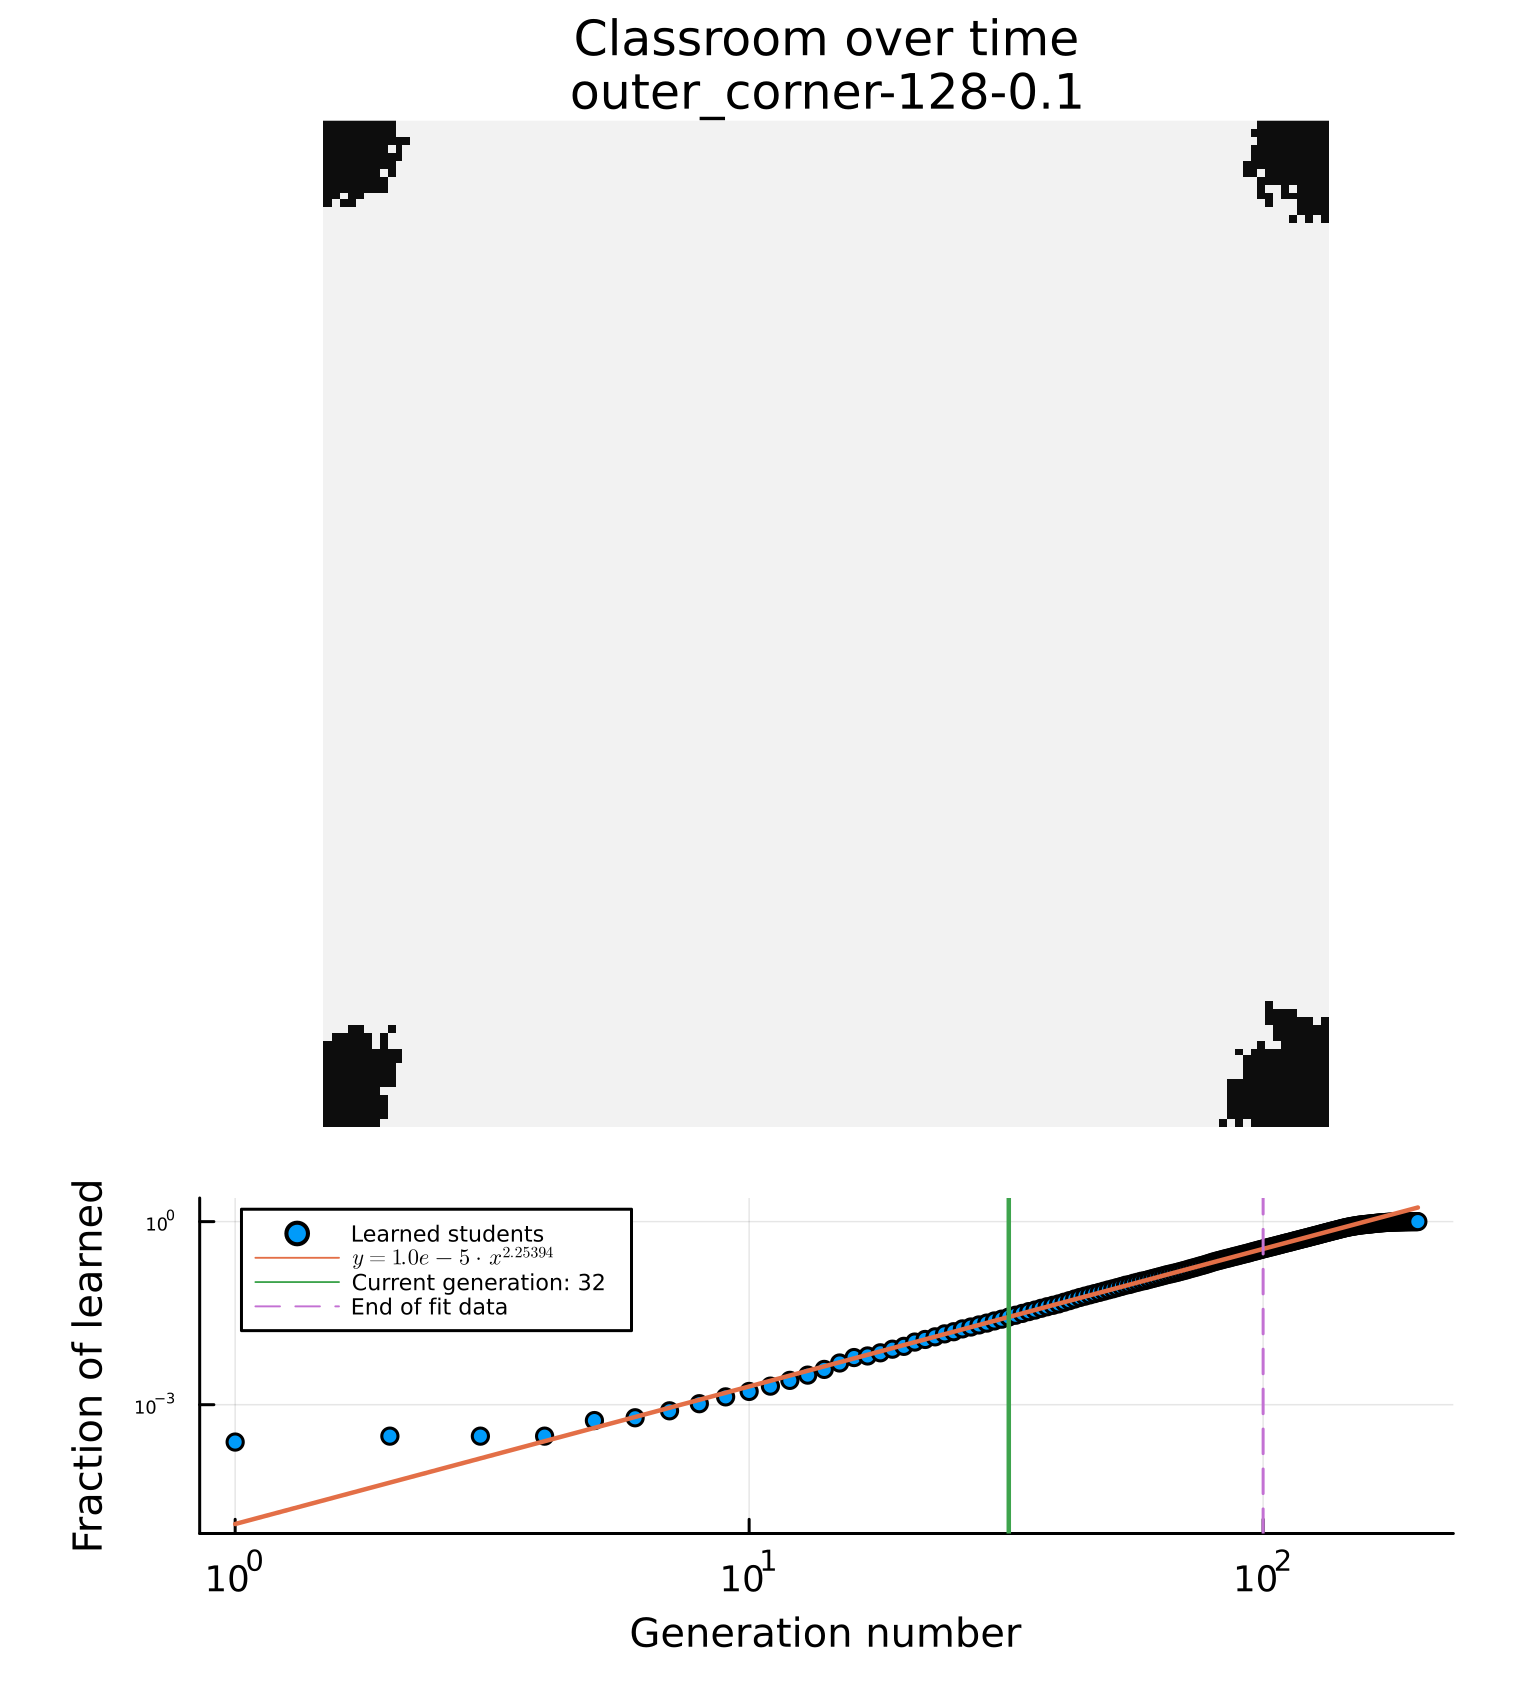 Classroom over time
outer_corner-128-0.1
Fraction of learned
10^0
10^−3
Learned students
y = 1.0e − 5 · x^2.25394
Current generation: 32
End of fit data
10^0 10^1 10^2
Generation number